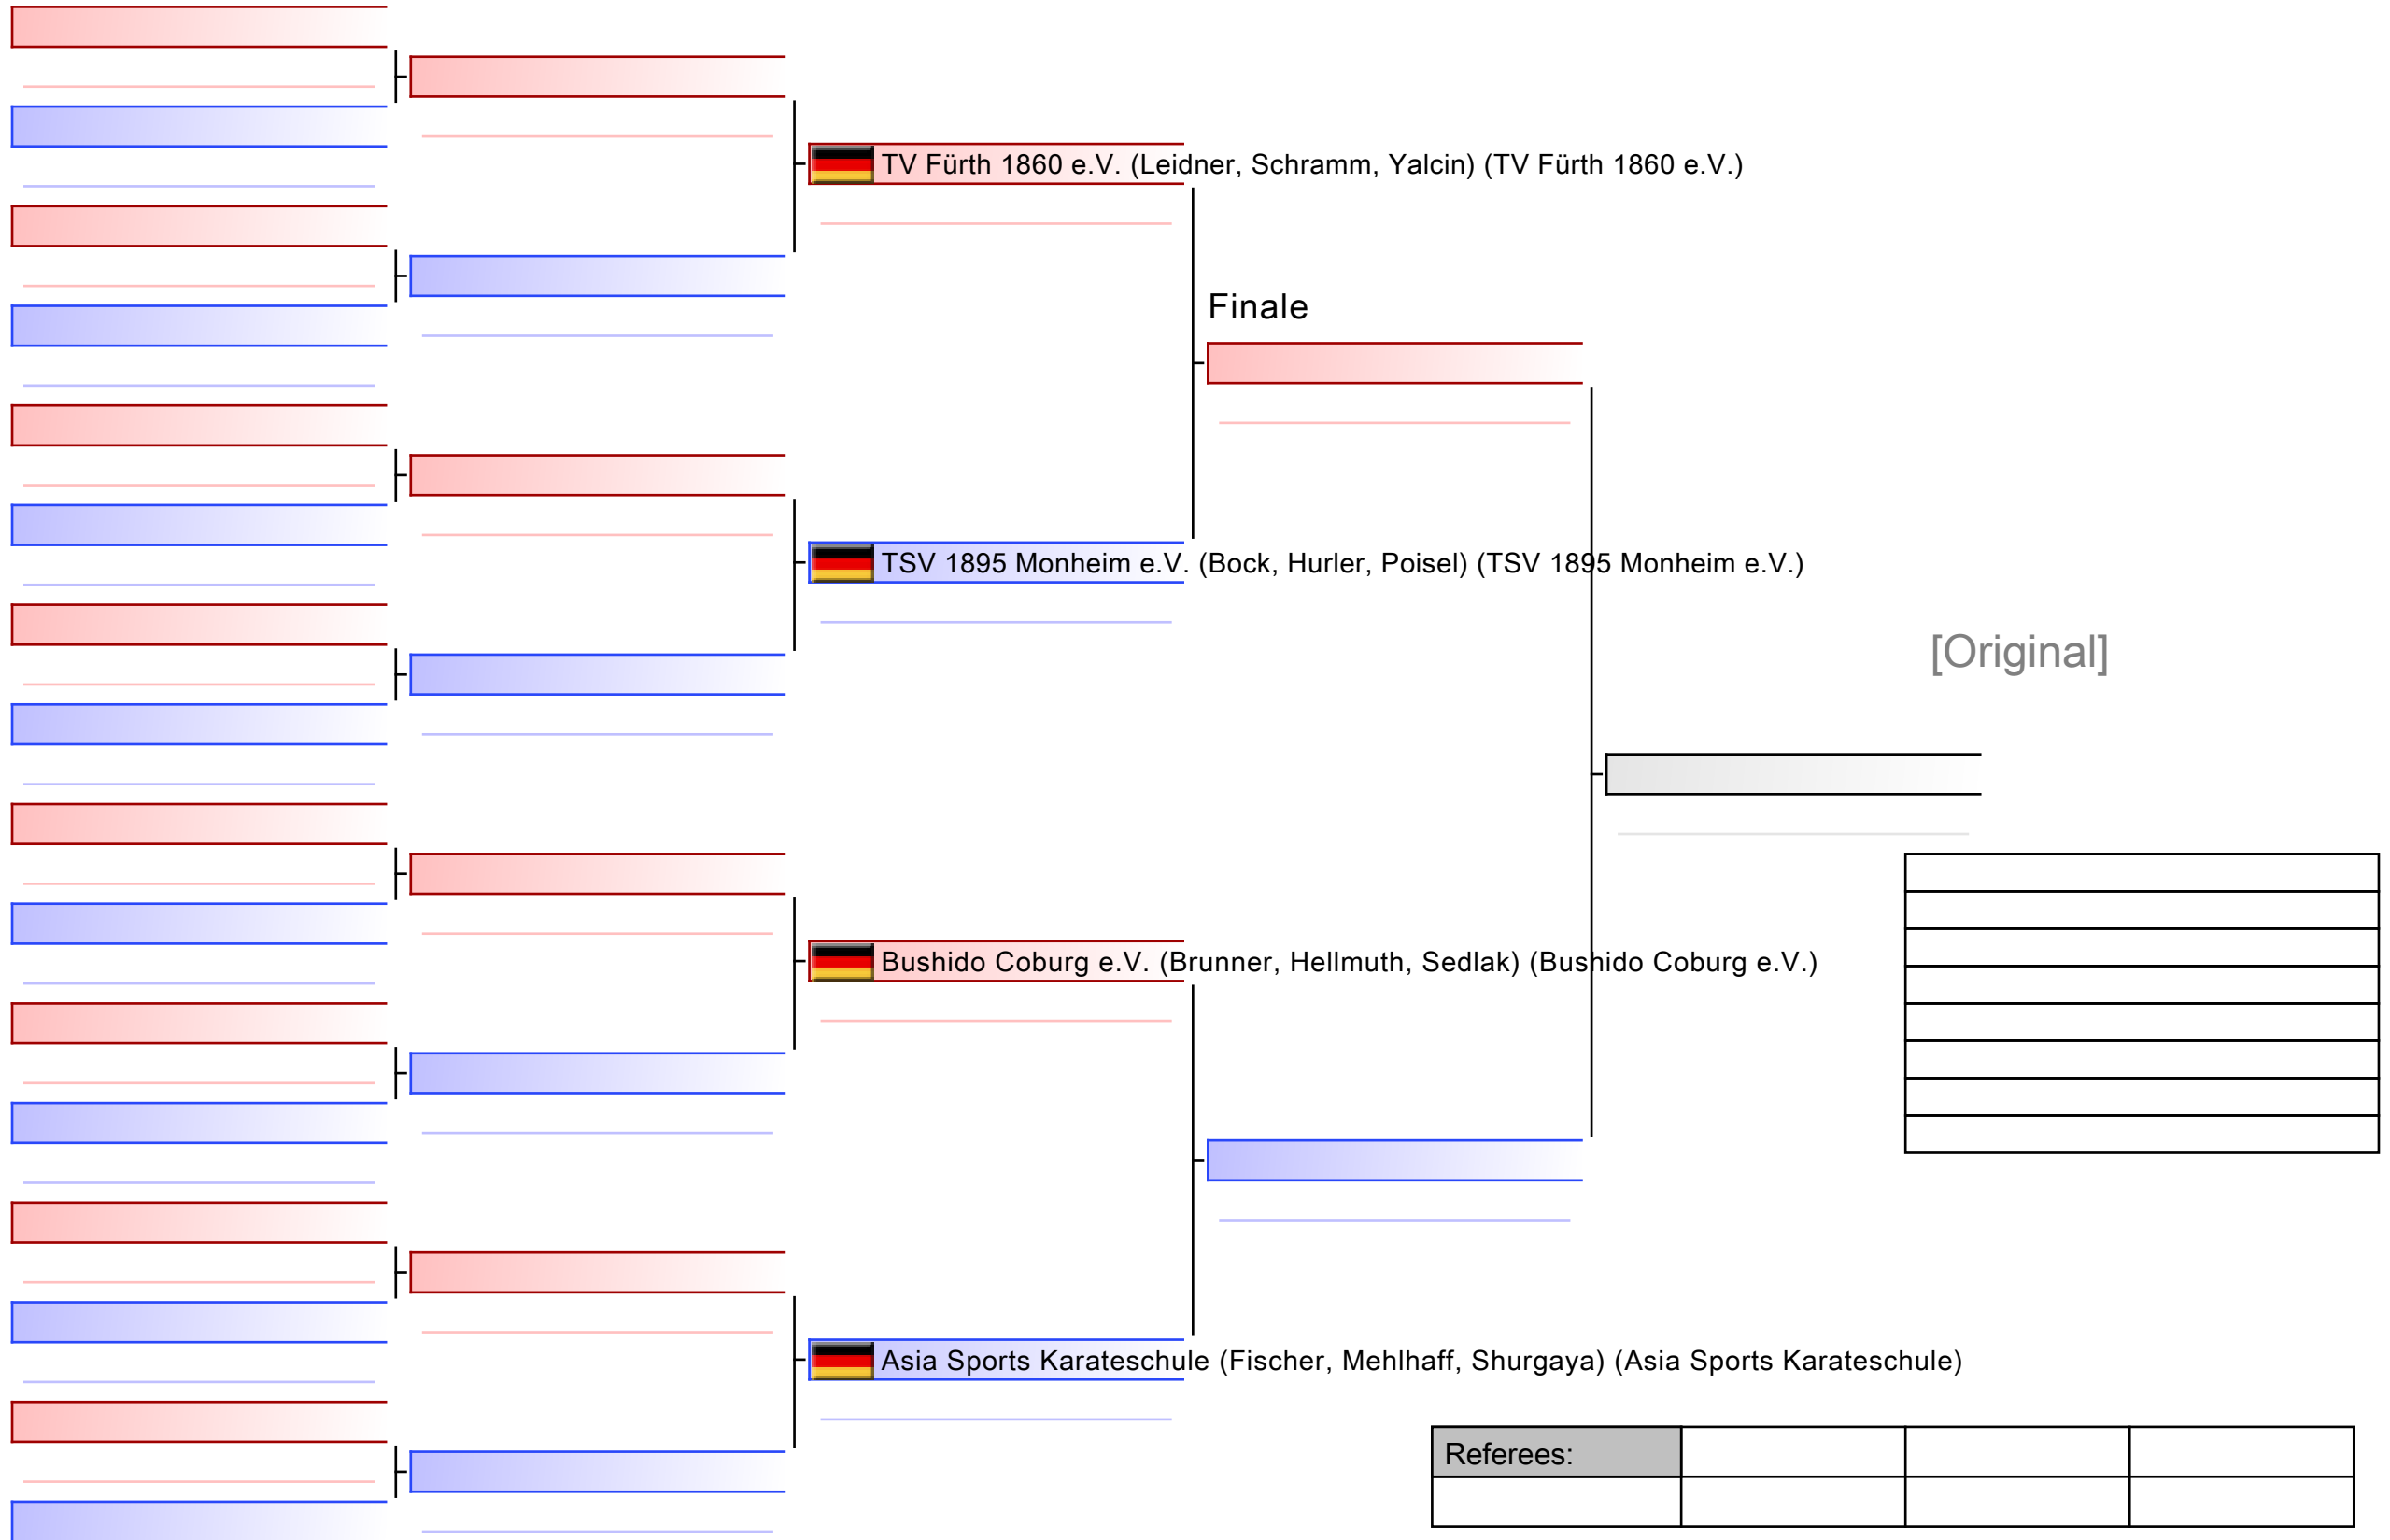 TV Fürth 1860 e.V. (Leidner, Schramm, Yalcin) (TV Fürth 1860 e.V.)
Finale
TSV 1895 Monheim e.V. (Bock, Hurler, Poisel) (TSV 1895 Monheim e.V.)
[Original]
Bushido Coburg e.V. (Brunner, Hellmuth, Sedlak) (Bushido Coburg e.V.)
Asia Sports Karateschule (Fischer, Mehlhaff, Shurgaya) (Asia Sports Karateschule)
Referees: